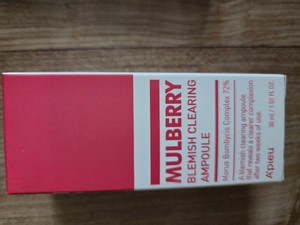 MULBERRY
BLEMISH CLEARING
AMPOULE
Morus Bombycis Complex 72%
A blemish clearing ampoule
that reveals a clearer complexion
after two weeks of use.
30 ml / 1.01 FL.OZ
A'pieu